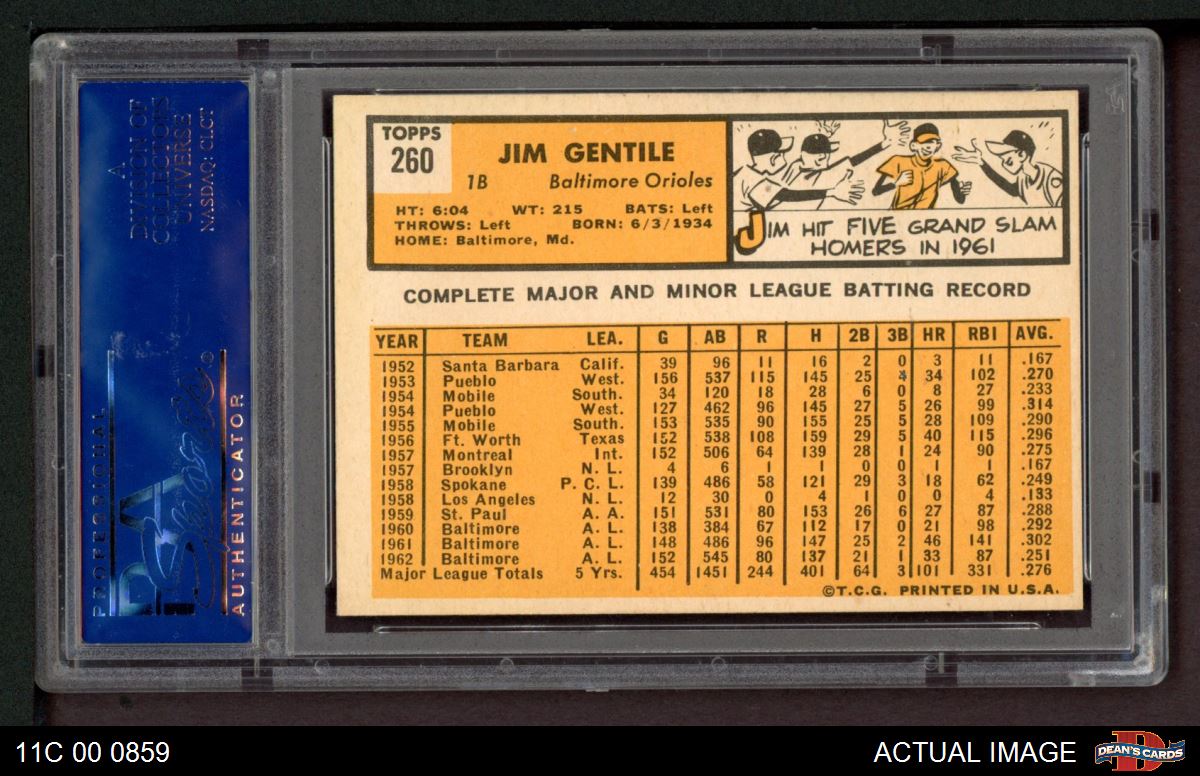 A
DIVISION OF
COLLECTORS
UNIVERSE
NASDAQ: CLCT
PROFESSIONAL
PSA
Sports
AUTHENTICATOR
TOPPS
260
JIM GENTILE
1B Baltimore Orioles
HT: 6:04 WT: 215 BATS: Left
THROWS: Left BORN: 6/3/1934
HOME: Baltimore, Md.
JIM HIT FIVE GRAND SLAM
HOMERS IN 1961
COMPLETE MAJOR AND MINOR LEAGUE BATTING RECORD
YEAR TEAM LEA. G AB R H 2B 3B HR RBI AVG.
1952 Santa Barbara Calif. 39 96 11 16 2 0 3 11 .167
1953 Pueblo West. 156 537 115 145 25 4 34 102 .270
1954 Mobile South. 34 120 18 28 6 0 8 27 .233
1954 Pueblo West. 127 462 96 145 27 5 26 99 .314
1955 Mobile South. 153 535 90 155 25 5 28 109 .290
1956 Ft. Worth Texas 152 538 108 159 29 5 40 115 .296
1957 Montreal Int. 152 506 64 139 28 1 24 90 .275
1957 Brooklyn N. L. 4 6 1 1 0 0 1 1 .167
1958 Spokane P. C. L. 139 486 58 121 29 3 18 62 .249
1958 Los Angeles N. L. 12 30 0 4 1 0 0 4 .133
1959 St. Paul A. A. 151 531 80 153 26 6 27 87 .288
1960 Baltimore A. L. 138 384 67 112 17 0 21 98 .292
1961 Baltimore A. L. 148 486 96 147 25 2 46 141 .302
1962 Baltimore A. L. 152 545 80 137 21 1 33 87 .251
Major League Totals 5 Yrs. 454 1451 244 401 64 3 101 331 .276
©T.C.G. PRINTED IN U.S.A.
11C 00 0859
ACTUAL IMAGE
DEAN'S CARDS